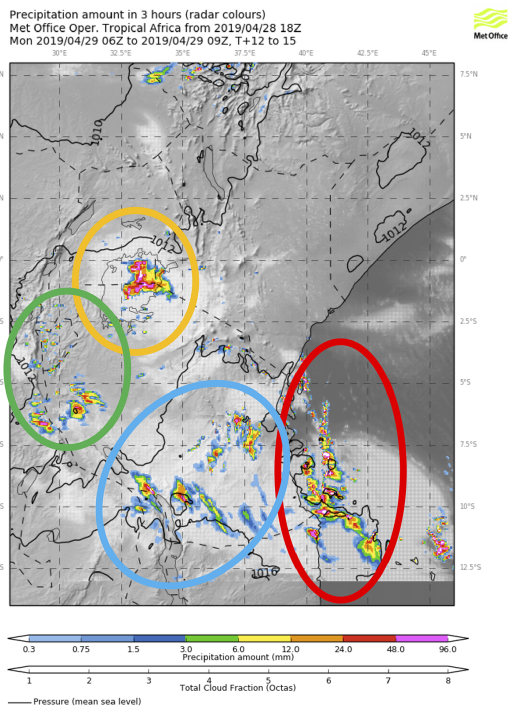 Precipitation amount in 3 hours (radar colours)
Met Office Oper. Tropical Africa from 2019/04/28 18Z
Mon 2019/04/29 06Z to 2019/04/29 09Z, T+12 to 15
Met Office
30°E 32.5°E 35°E 37.5°E 40°E 42.5°E 45°E
7.5°N
1010
5°N
1012
2.5°N
1012
0°
2.5°S
5°S
7.5°S
10°S
1016
12.5°S
0.3 0.75 1.5 3.0 6.0 12.0 24.0 48.0 96.0
Precipitation amount (mm)
1 2 3 4 5 6 7 8
Total Cloud Fraction (Octas)
Pressure (mean sea level)